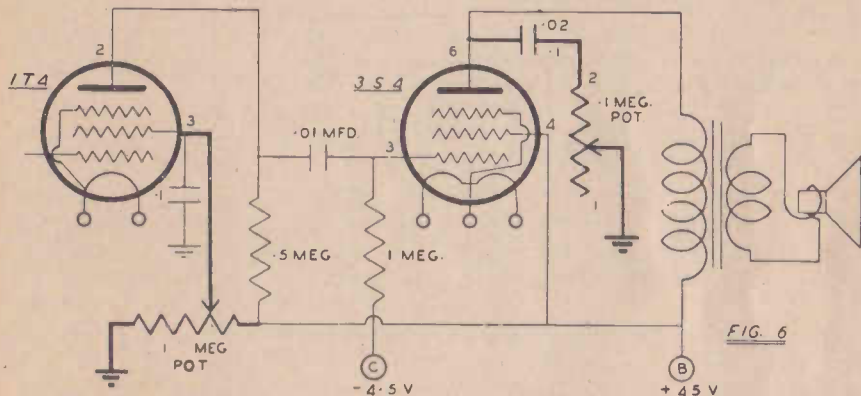 1T4
2
3
.1
.5 MEG
.01 MFD.
1 MEG
POT
3S4
6
3
4
1 MEG.
.02
.1
2
.1 MEG.
POT.
1
C
-4.5 V
B
+ 45 V
FIG. 6